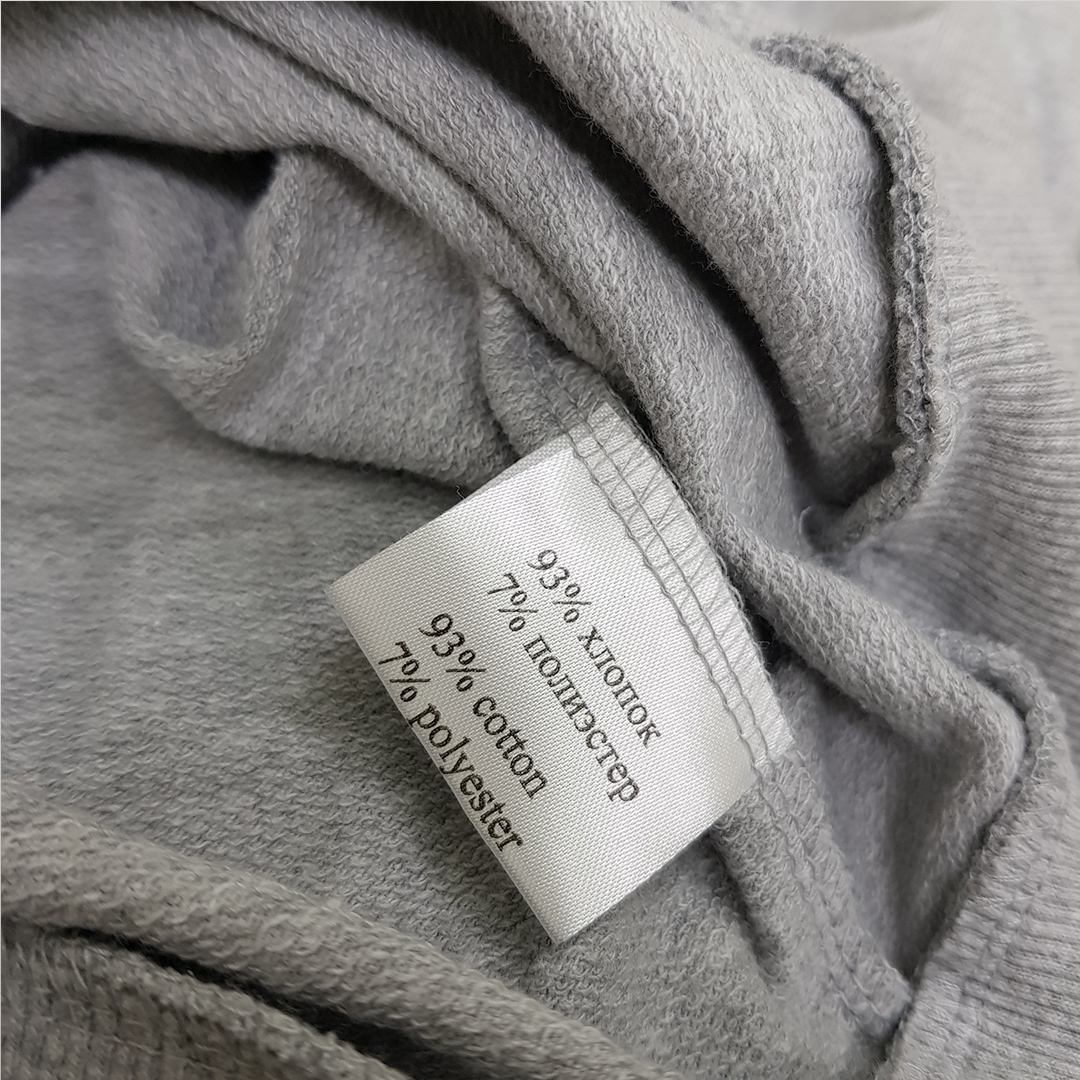 93% хлопок
7% полиэстер
93% cotton
7% polyester